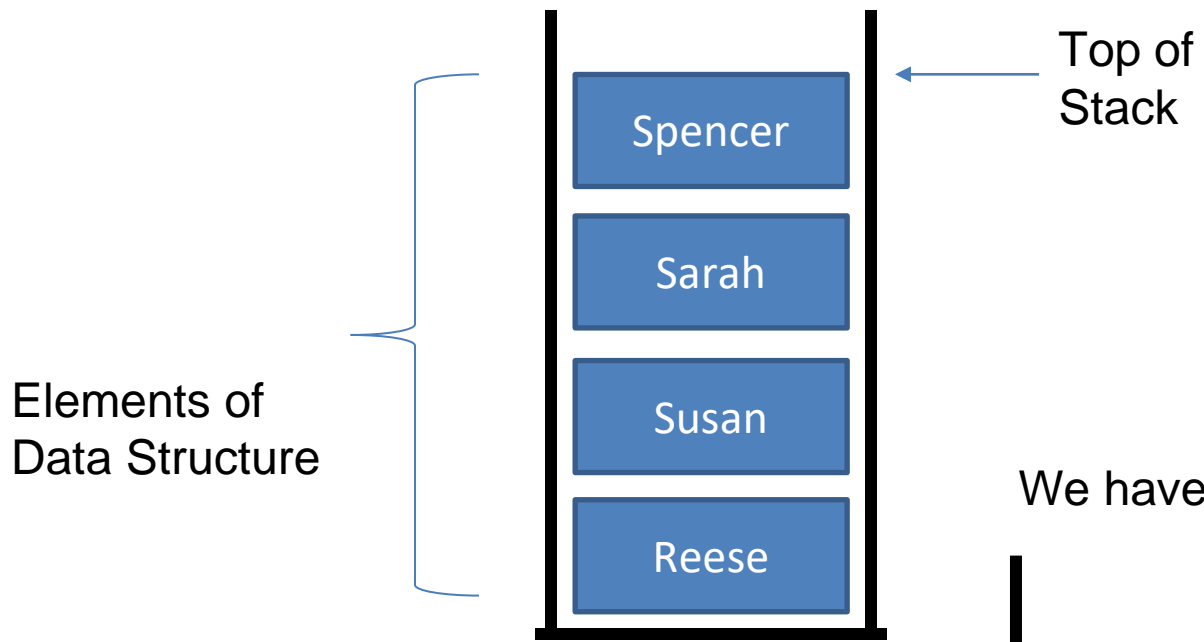 Top of
Stack
Spencer
Sarah
Susan
Reese
Elements of
Data Structure
We have